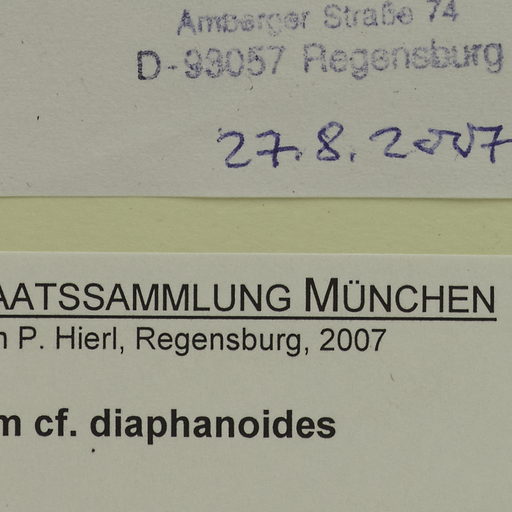 Amberger Straße 74
D-93057 Regensburg
27.8.2007
AATSSAMMLUNG MÜNCHEN
n P. Hierl, Regensburg, 2007
m cf. diaphanoides